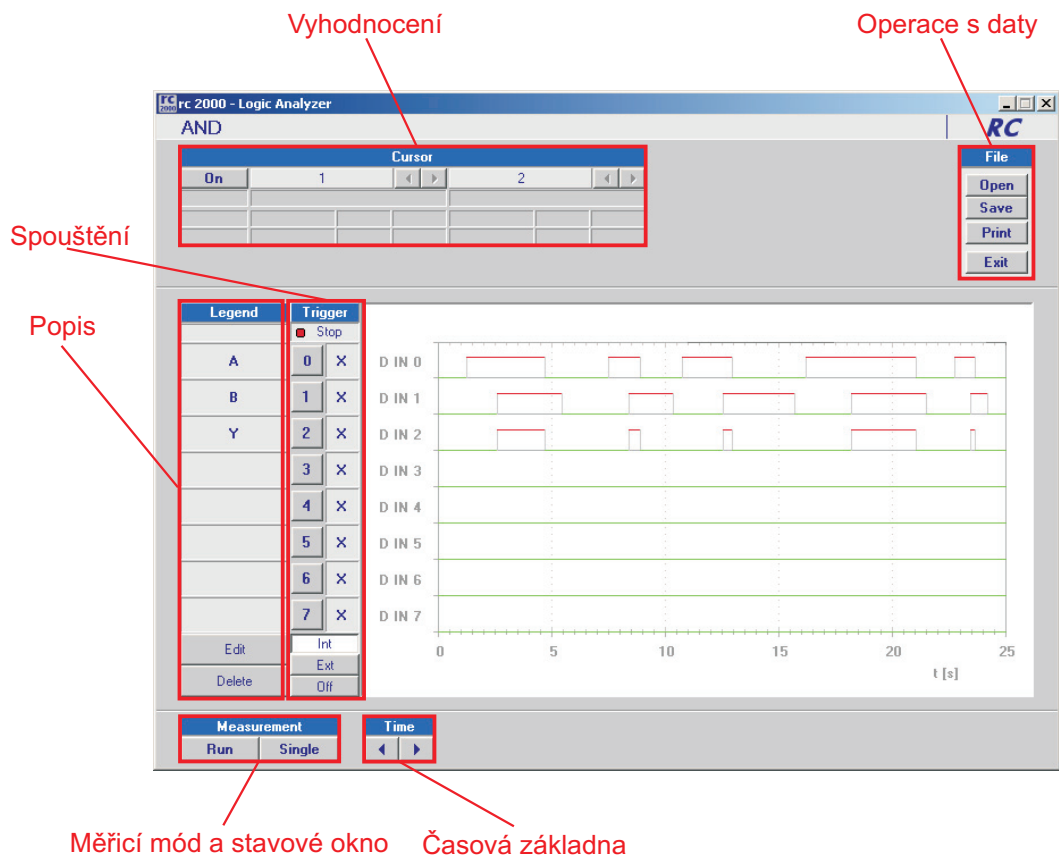 Vyhodnocení
Operace s daty
rc 2000 rc 2000 - Logic Analyzer
AND
RC
Cursor
On 1 2
File
Open
Save
Print
Exit
Spouštění
Popis
Legend
A
B
Y
Edit
Delete
Trigger
Stop
0 X
1 X
2 X
3 X
4 X
5 X
6 X
7 X
Int
Ext
Off
D IN 0
D IN 1
D IN 2
D IN 3
D IN 4
D IN 5
D IN 6
D IN 7
0 5 10 15 20 25
t [s]
Measurement
Run Single
Time
Měřicí mód a stavové okno
Časová základna